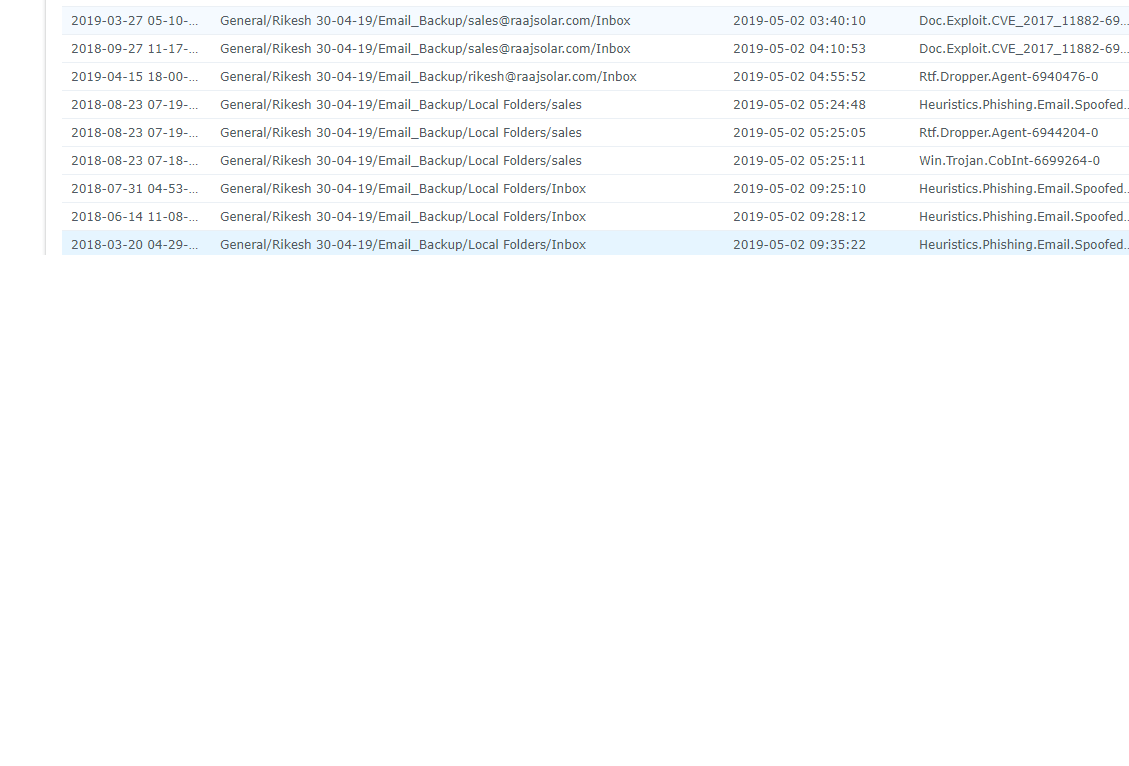 2019-03-27 05-10-... General/Rikesh 30-04-19/Email_Backup/sales@raajsolar.com/Inbox 2019-05-02 03:40:10 Doc.Exploit.CVE_2017_11882-69...
2018-09-27 11-17-... General/Rikesh 30-04-19/Email_Backup/sales@raajsolar.com/Inbox 2019-05-02 04:10:53 Doc.Exploit.CVE_2017_11882-69...
2019-04-15 18-00-... General/Rikesh 30-04-19/Email_Backup/rikesh@raajsolar.com/Inbox 2019-05-02 04:55:52 Rtf.Dropper.Agent-6940476-0
2018-08-23 07-19-... General/Rikesh 30-04-19/Email_Backup/Local Folders/sales 2019-05-02 05:24:48 Heuristics.Phishing.Email.Spoofed...
2018-08-23 07-19-... General/Rikesh 30-04-19/Email_Backup/Local Folders/sales 2019-05-02 05:25:05 Rtf.Dropper.Agent-6944204-0
2018-08-23 07-18-... General/Rikesh 30-04-19/Email_Backup/Local Folders/sales 2019-05-02 05:25:11 Win.Trojan.CobInt-6699264-0
2018-07-31 04-53-... General/Rikesh 30-04-19/Email_Backup/Local Folders/Inbox 2019-05-02 09:25:10 Heuristics.Phishing.Email.Spoofed...
2018-06-14 11-08-... General/Rikesh 30-04-19/Email_Backup/Local Folders/Inbox 2019-05-02 09:28:12 Heuristics.Phishing.Email.Spoofed...
2018-03-20 04-29-... General/Rikesh 30-04-19/Email_Backup/Local Folders/Inbox 2019-05-02 09:35:22 Heuristics.Phishing.Email.Spoofed...